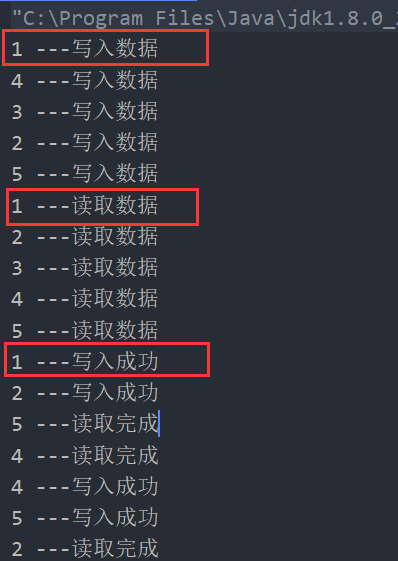 "C:\Program Files\Java\jdk1.8.0_
1 ---写入数据
4 ---写入数据
3 ---写入数据
2 ---写入数据
5 ---写入数据
1 ---读取数据
2 ---读取数据
3 ---读取数据
4 ---读取数据
5 ---读取数据
1 ---写入成功
2 ---写入成功
5 ---读取完成
4 ---读取完成
4 ---写入成功
5 ---写入成功
2 ---读取完成